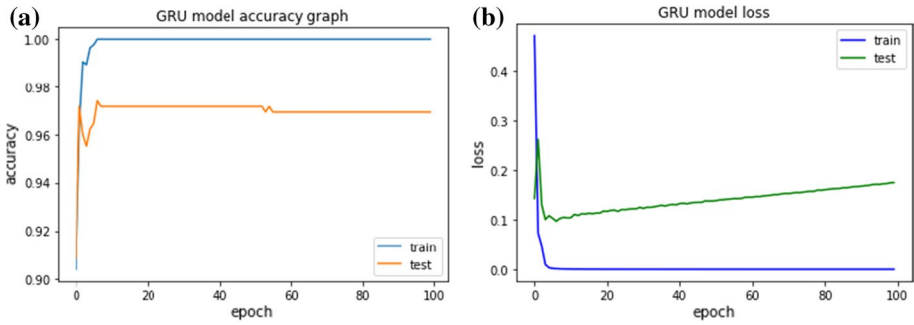 (a)
GRU model accuracy graph
1.00
0.98
0.96
0.94
0.92
0.90
accuracy
train
test
0 20 40 60 80 100
epoch
(b)
GRU model loss
0.4
0.3
0.2
0.1
0.0
loss
train
test
0 20 40 60 80 100
epoch